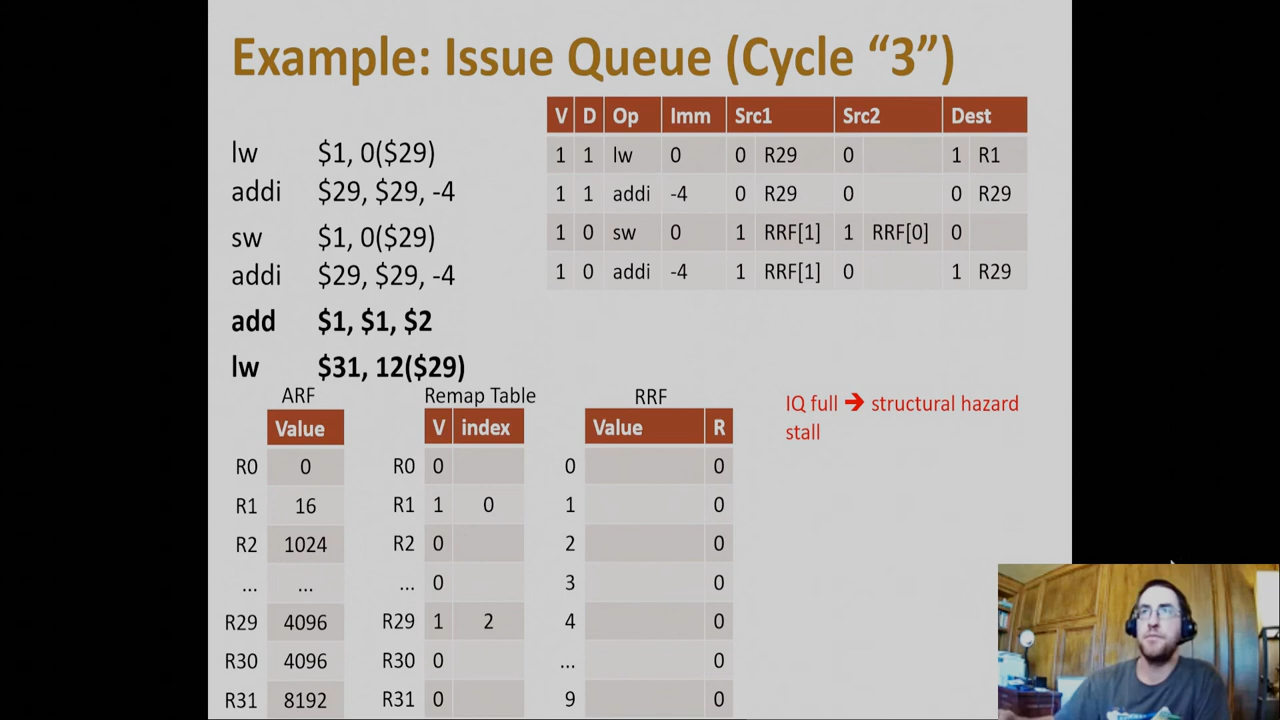 Example: Issue Queue (Cycle “3”)
V D Op Imm Src1 Src2 Dest
1 1 lw 0 0 R29 0 1 R1
1 1 addi -4 0 R29 0 0 R29
1 0 sw 0 1 RRF[1] 1 RRF[0] 0
1 0 addi -4 1 RRF[1] 0 1 R29
lw $1, 0($29)
addi $29, $29, -4
sw $1, 0($29)
addi $29, $29, -4
add $1, $1, $2
lw $31, 12($29)
IQ full ➔ structural hazard
stall
ARF
Value
R0 0
R1 16
R2 1024
... ...
R29 4096
R30 4096
R31 8192
Remap Table
V index
R0 0
R1 1 0
R2 0
... 0
R29 1 2
R30 0
R31 0
RRF
Value R
0 0
1 0
2 0
3 0
4 0
... 0
9 0